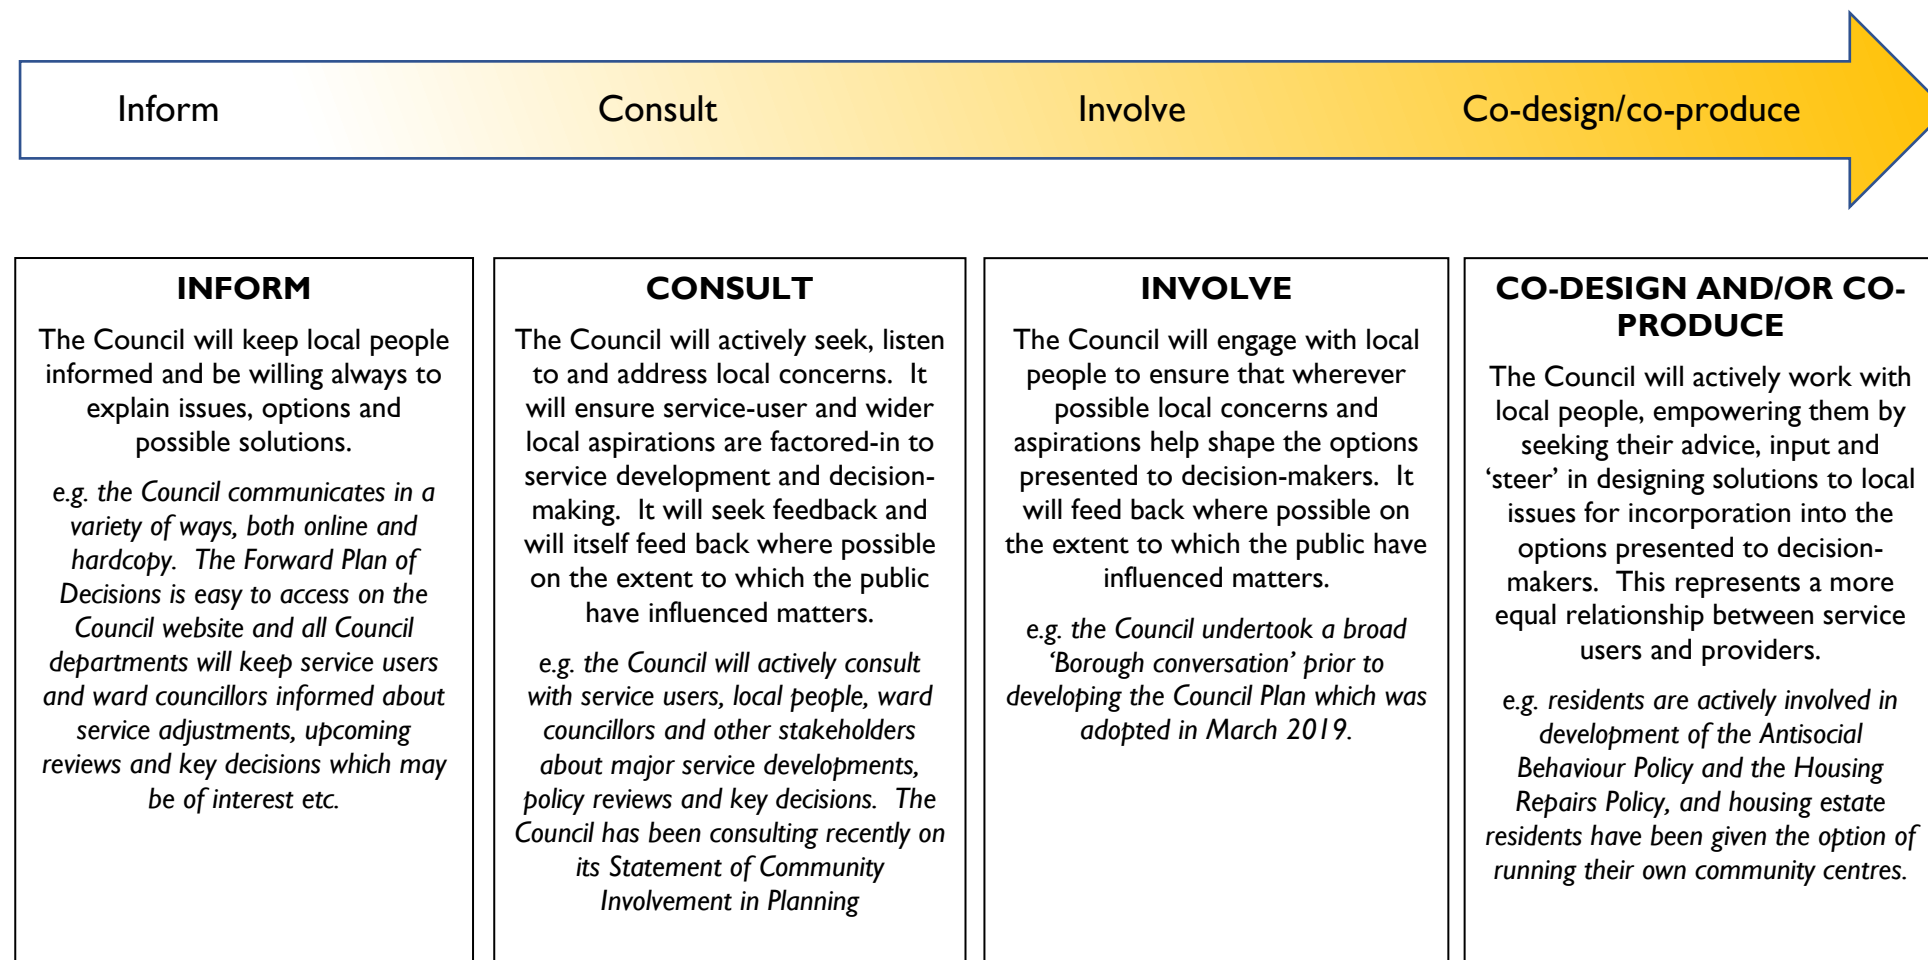 Inform Consult Involve Co-design/co-produce
INFORM
The Council will keep local people
informed and be willing always to
explain issues, options and
possible solutions.
e.g. the Council communicates in a
variety of ways, both online and
hardcopy.  The Forward Plan of
Decisions is easy to access on the
Council website and all Council
departments will keep service users
and ward councillors informed about
service adjustments, upcoming
reviews and key decisions which may
be of interest etc.
CONSULT
The Council will actively seek, listen
to and address local concerns.  It
will ensure service-user and wider
local aspirations are factored-in to
service development and decision-
making.  It will seek feedback and
will itself feed back where possible
on the extent to which the public
have influenced matters.
e.g. the Council will actively consult
with service users, local people, ward
councillors and other stakeholders
about major service developments,
policy reviews and key decisions.  The
Council has been consulting recently on
its Statement of Community
Involvement in Planning
INVOLVE
The Council will engage with local
people to ensure that wherever
possible local concerns and
aspirations help shape the options
presented to decision-makers.  It
will feed back where possible on
the extent to which the public have
influenced matters.
e.g. the Council undertook a broad
‘Borough conversation’ prior to
developing the Council Plan which was
adopted in March 2019.
CO-DESIGN AND/OR CO-
PRODUCE
The Council will actively work with
local people, empowering them by
seeking their advice, input and
‘steer’ in designing solutions to local
issues for incorporation into the
options presented to decision-
makers.  This represents a more
equal relationship between service
users and providers.
e.g. residents are actively involved in
development of the Antisocial
Behaviour Policy and the Housing
Repairs Policy, and housing estate
residents have been given the option of
running their own community centres.